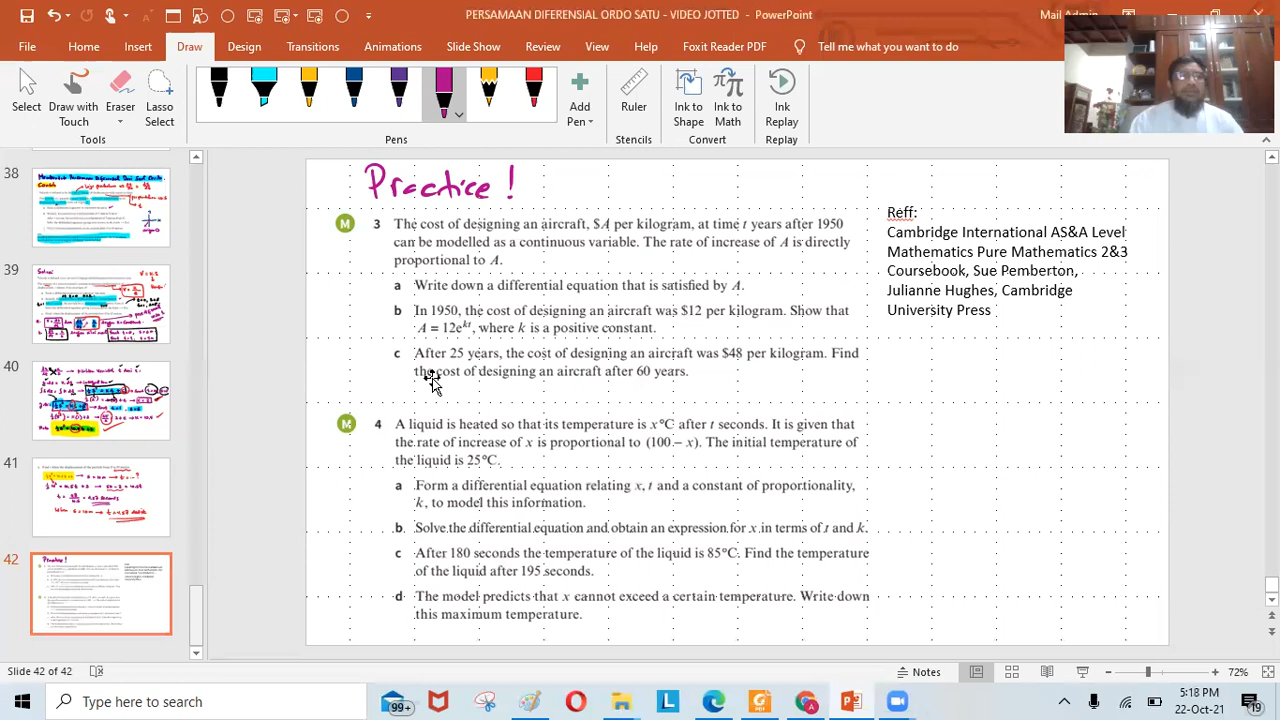 PERSAMAAN DIFERENSIAL ORDO SATU - VIDEO JOTTED - PowerPoint
Mail Admin
File Home Insert Draw Design Transitions Animations Slide Show Review View Help Foxit Reader PDF Tell me what you want to do
Select Draw with Touch Eraser Lasso Select Add Pen Ruler Ink to Shape Ink to Math Ink Replay
Tools Pens Stencils Convert Replay
38
39
40
41
42
Practice
M 3 The cost of designing an aircraft, $A per kilogram, at time t years after 1950
can be modelled as a continuous variable. The rate of increase of A is directly
proportional to A.
a Write down a differential equation that is satisfied by A.
b In 1950, the cost of designing an aircraft was $12 per kilogram. Show that
A = 12e^{kt}, where k is a positive constant.
c After 25 years, the cost of designing an aircraft was $48 per kilogram. Find
the cost of designing an aircraft after 60 years.
M 4 A liquid is heated so that its temperature is x °C after t seconds. It is given that
the rate of increase of x is proportional to (100 − x). The initial temperature of
the liquid is 25°C.
a Form a differential equation relating x, t and a constant of proportionality,
k, to model this information.
b Solve the differential equation and obtain an expression for x in terms of t and k.
c After 180 seconds the temperature of the liquid is 85°C. Find the temperature
of the liquid after 195 seconds.
d The model predicts that x cannot exceed a certain temperature. Write down
this maximum temperature.
Reff:
Cambridge International AS&A Level
Mathematics Pure Mathematics 2&3
Coursebook, Sue Pemberton,
Julianne Hughes, Cambridge
University Press
Slide 42 of 42
Notes
72%
Type here to search
99+
5:18 PM
22-Oct-21
19